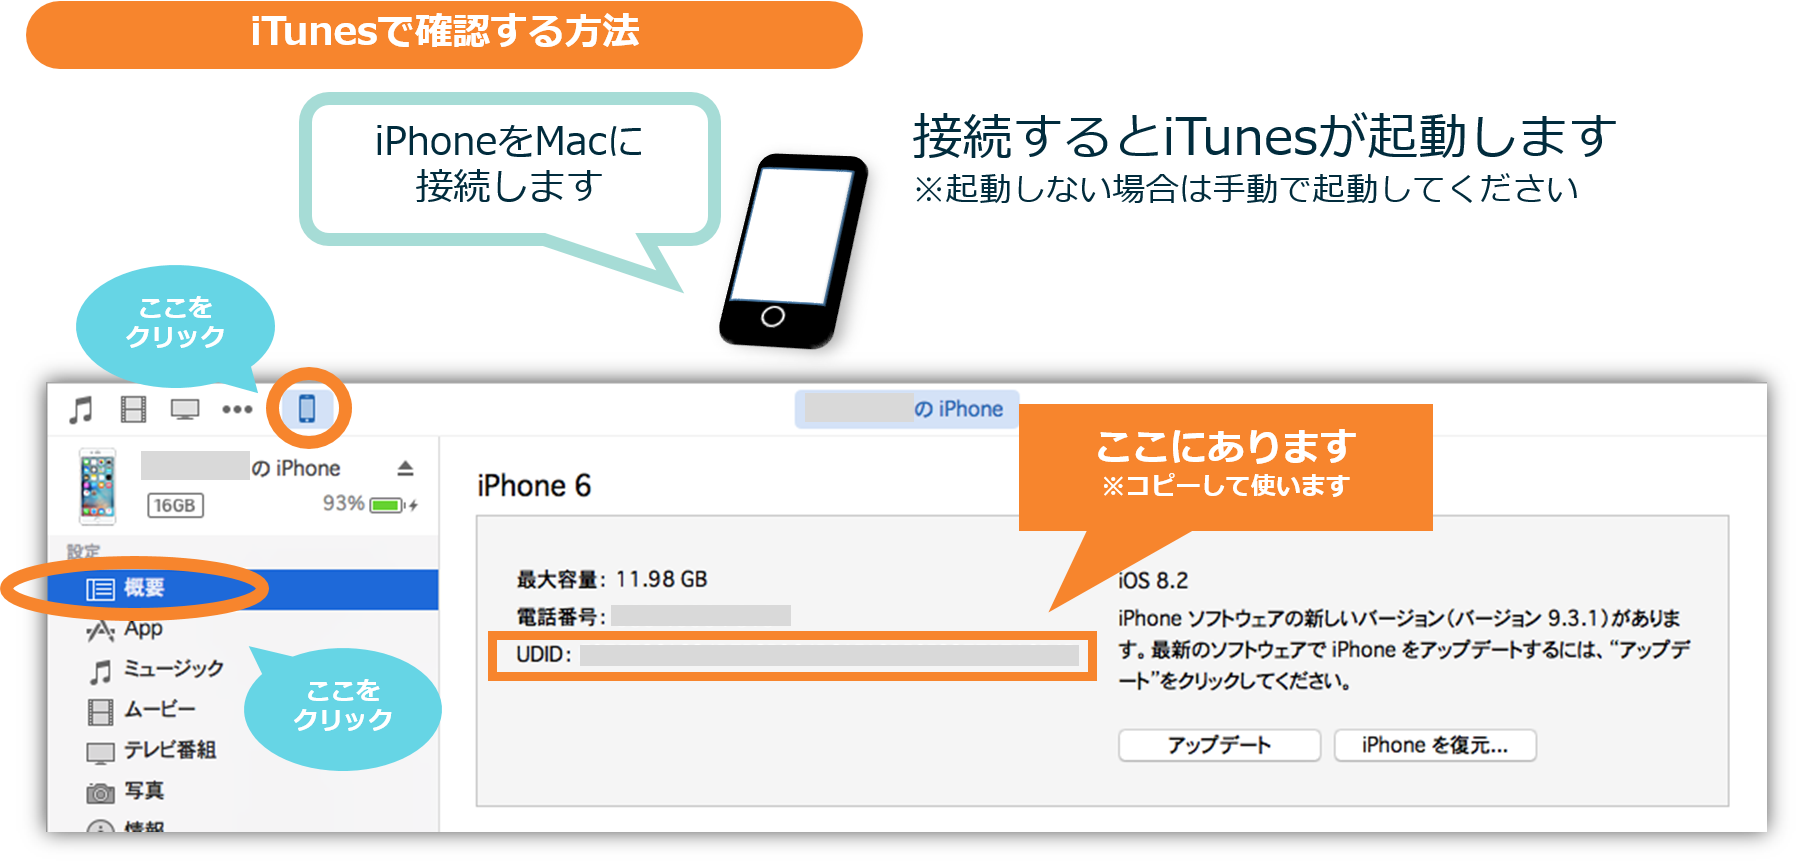 iTunesで確認する方法
iPhoneをMacに
接続します
接続するとiTunesが起動します
※起動しない場合は手動で起動してください
ここを
クリック
の iPhone
の iPhone
16GB
93%
設定
概要
App
ミュージック
ムービー
テレビ番組
写真
情報
ここを
クリック
iPhone 6
ここにあります
※コピーして使います
最大容量: 11.98 GB
電話番号:
UDID:
iOS 8.2
iPhone ソフトウェアの新しいバージョン(バージョン 9.3.1)がありま
す。最新のソフトウェアで iPhone をアップデートするには、“アップデ
ート”をクリックしてください。
アップデート
iPhone を復元...